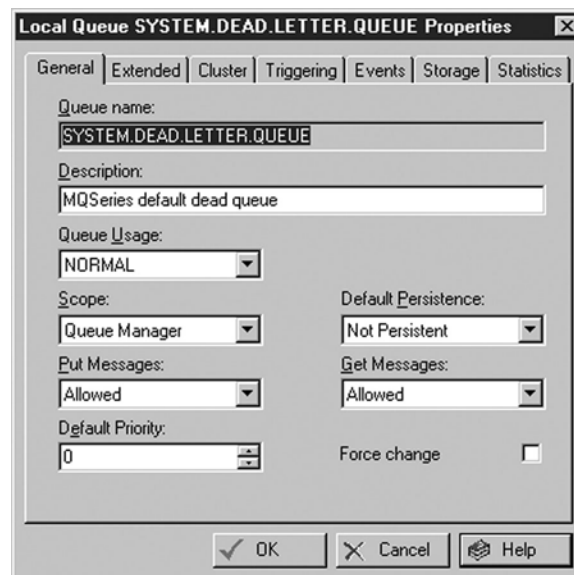 Local Queue SYSTEM.DEAD.LETTER.QUEUE Properties
General Extended Cluster Triggering Events Storage Statistics
Queue name:
SYSTEM.DEAD.LETTER.QUEUE
Description:
MQSeries default dead queue
Queue Usage:
NORMAL
Scope: Default Persistence:
Queue Manager Not Persistent
Put Messages: Get Messages:
Allowed Allowed
Default Priority:
0 Force change
OK Cancel Help